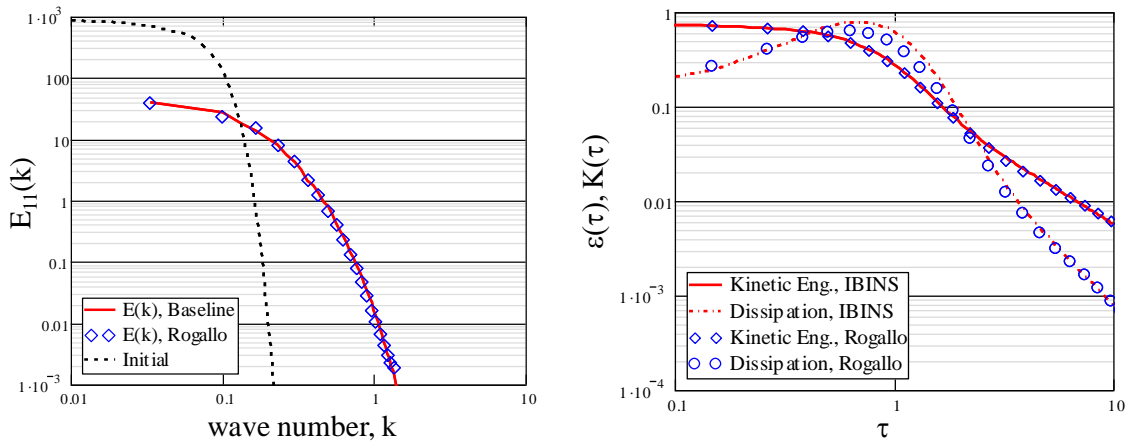 1·10³
100
10
1
0.1
0.01
1·10⁻³
0.01
0.1
1
10
E₁₁(k)
wave number, k
E(k), Baseline
E(k), Rogallo
Initial
1
0.1
0.01
1·10⁻³
1·10⁻⁴
0.1
1
10
ε(τ), K(τ)
τ
Kinetic Eng., IBINS
Dissipation, IBINS
Kinetic Eng., Rogallo
Dissipation, Rogallo